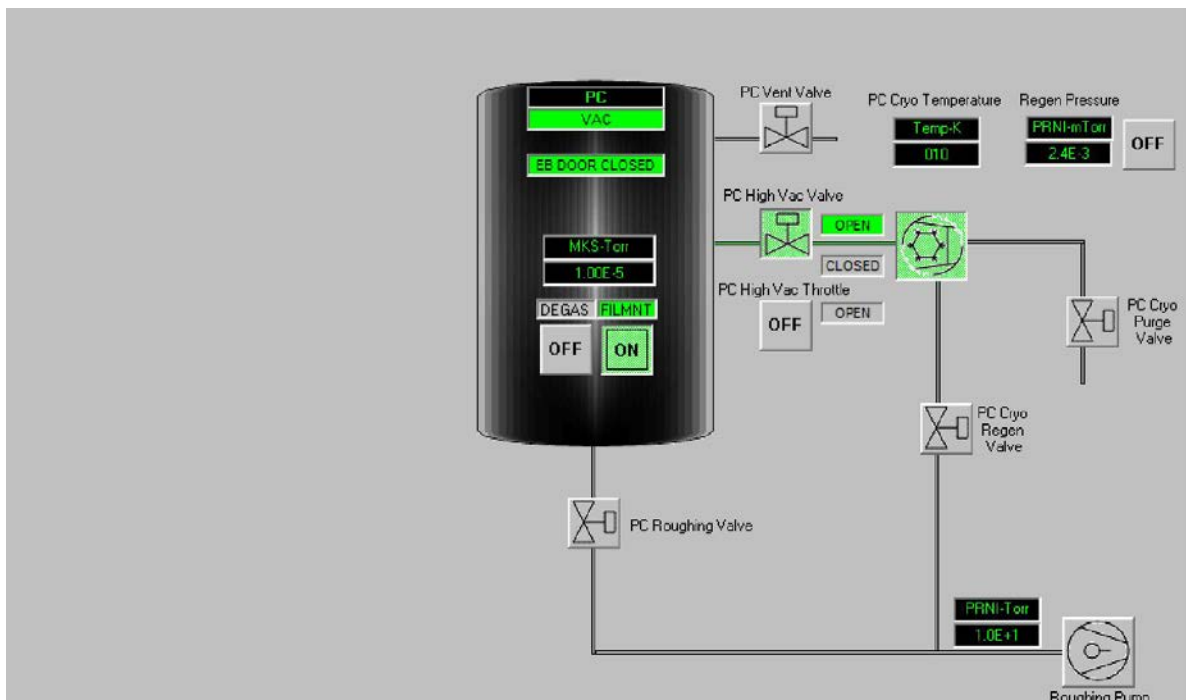 PC
VAC
EB DOOR CLOSED
MKS-Torr
1.00E-5
DEGAS FILMNT
OFF ON
PC Vent Valve
PC Cryo Temperature
Temp-K
010
Regen Pressure
PRNI-mTorr
2.4E-3
OFF
PC High Vac Valve
OPEN
CLOSED
PC High Vac Throttle
OFF
OPEN
PC Cryo
Purge
Valve
PC Cryo
Regen
Valve
PC Roughing Valve
PRNI-Torr
1.0E+1
Roughing Pump